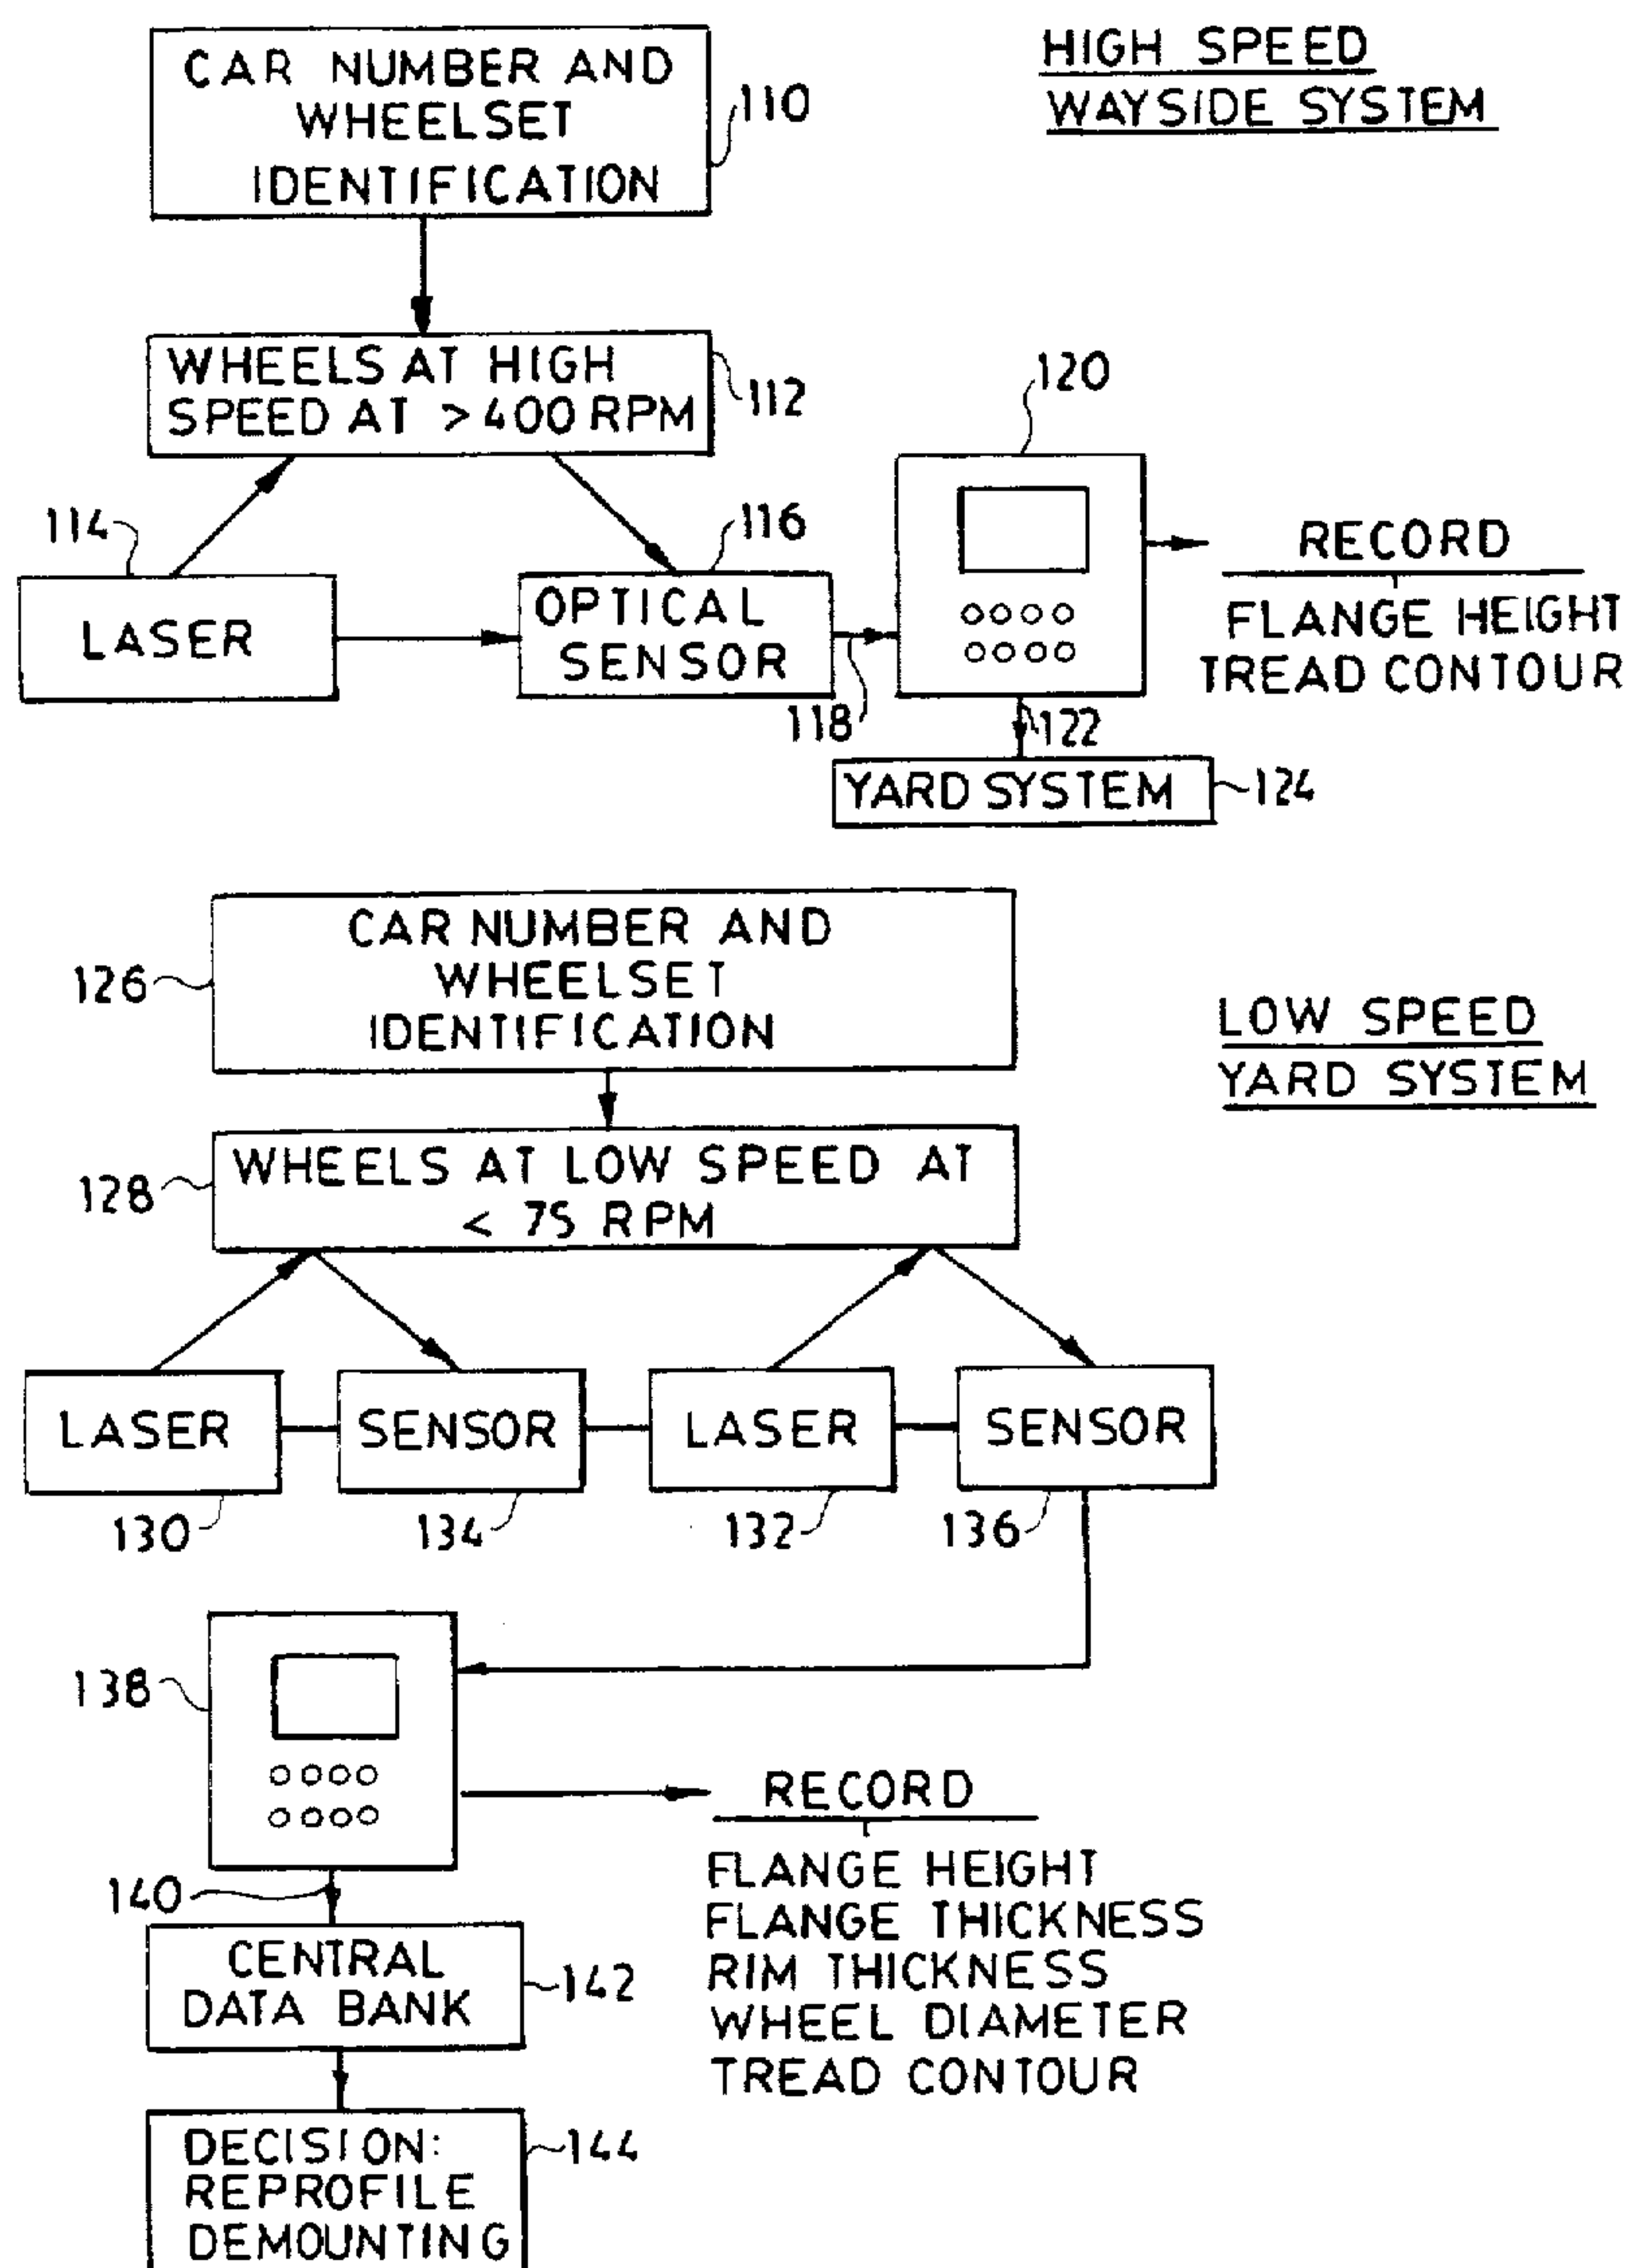 CAR NUMBER AND
WHEELSET
IDENTIFICATION
110
HIGH SPEED
WAYSIDE SYSTEM
WHEELS AT HIGH
SPEED AT > 400 RPM
112
120
114
116
LASER
OPTICAL
SENSOR
118
RECORD
FLANGE HEIGHT
TREAD CONTOUR
122
YARD SYSTEM
124
CAR NUMBER AND
WHEELSET
IDENTIFICATION
126
LOW SPEED
YARD SYSTEM
WHEELS AT LOW SPEED AT
< 75 RPM
128
LASER
SENSOR
LASER
SENSOR
130
134
132
136
138
RECORD
FLANGE HEIGHT
FLANGE THICKNESS
RIM THICKNESS
WHEEL DIAMETER
TREAD CONTOUR
140
CENTRAL
DATA BANK
142
DECISION:
REPROFILE
DEMOUNTING
144